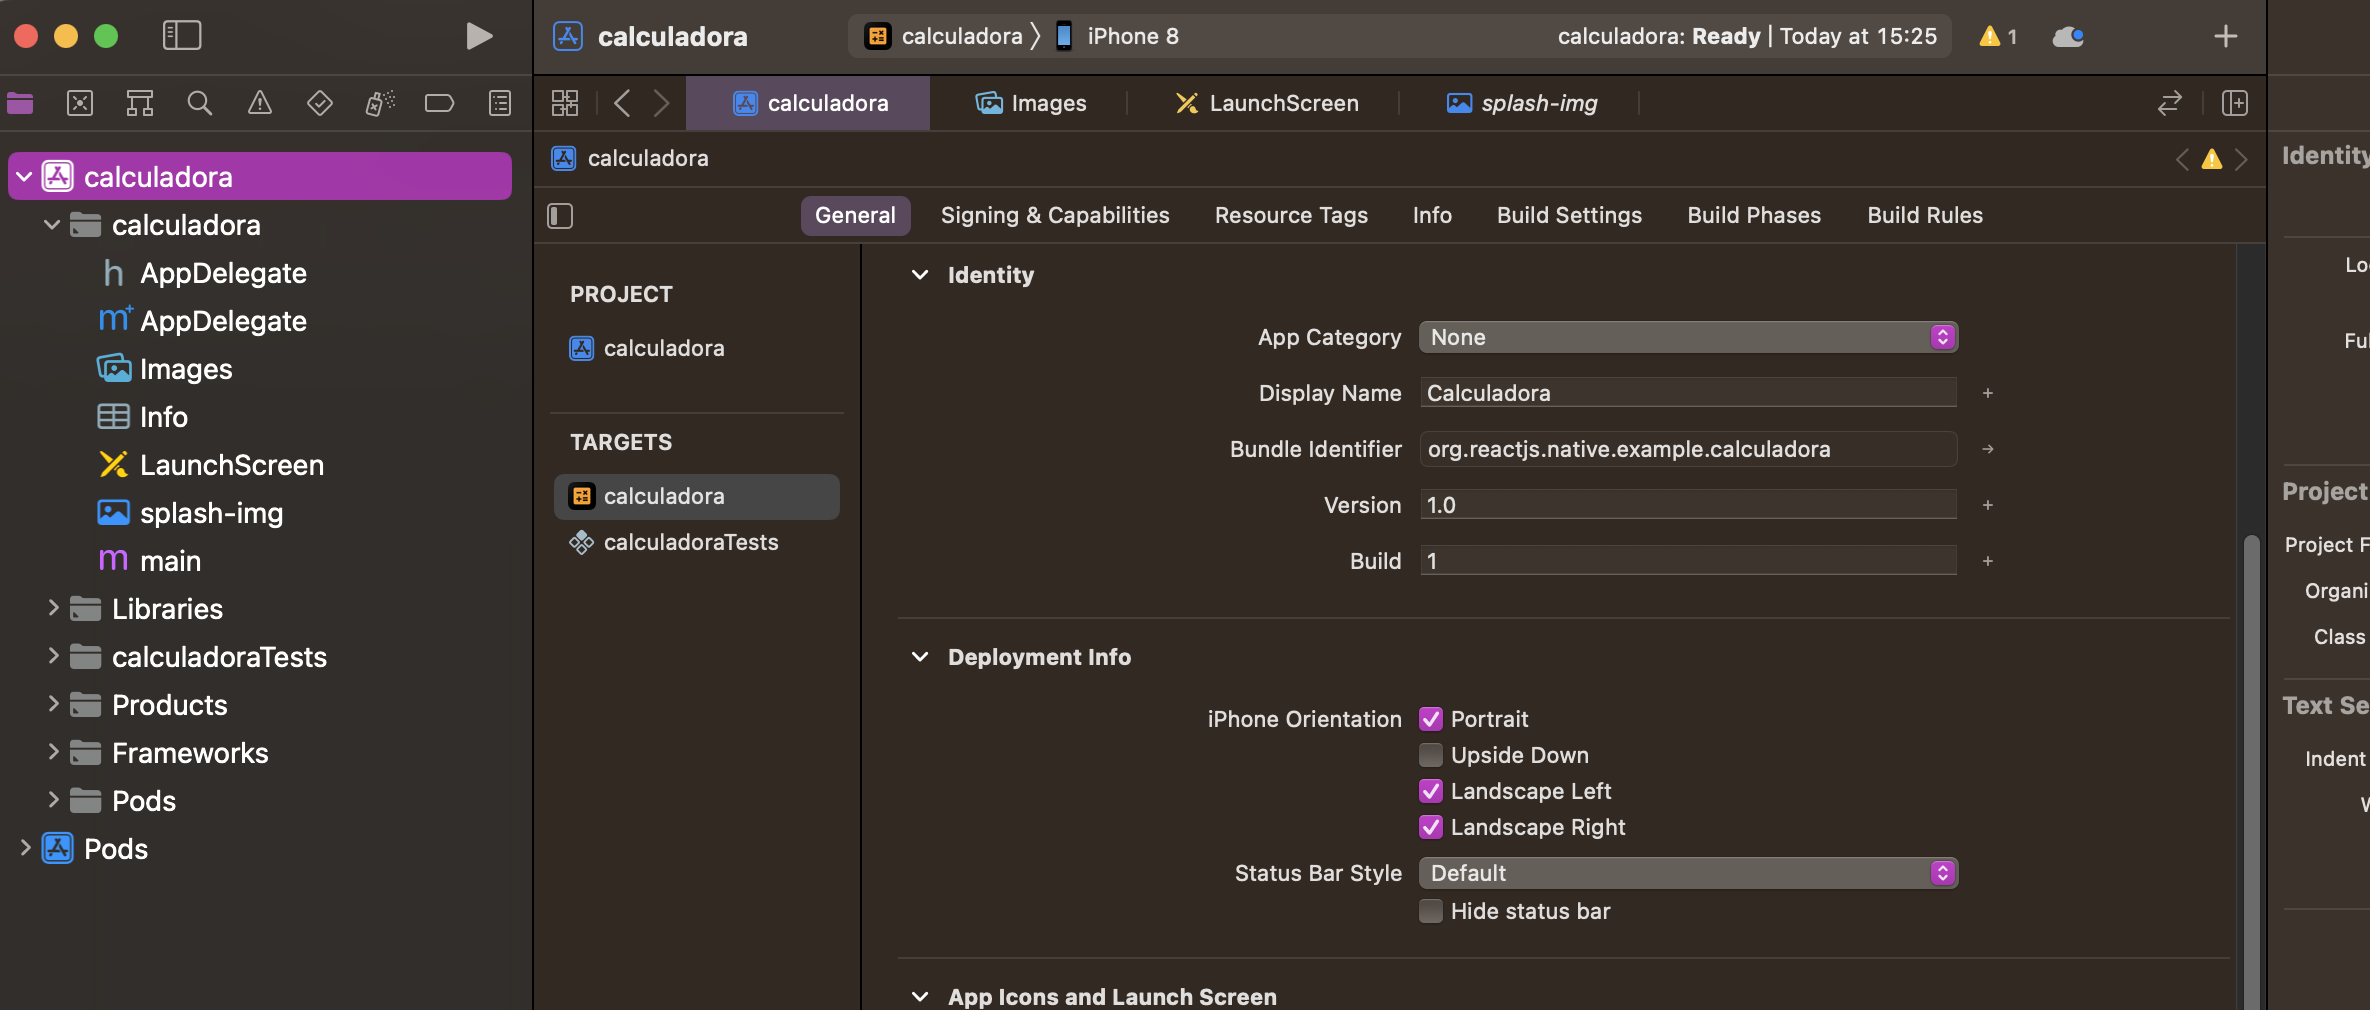 calculadora
calculadora
iPhone 8
calculadora: Ready | Today at 15:25
1
calculadora
Images
LaunchScreen
splash-img
calculadora
calculadora
AppDelegate
AppDelegate
Images
Info
LaunchScreen
splash-img
main
Libraries
calculadoraTests
Products
Frameworks
Pods
Pods
calculadora
General
Signing & Capabilities
Resource Tags
Info
Build Settings
Build Phases
Build Rules
PROJECT
calculadora
TARGETS
calculadora
calculadoraTests
Identity
App Category None
Display Name Calculadora
Bundle Identifier org.reactjs.native.example.calculadora
Version 1.0
Build 1
Deployment Info
iPhone Orientation Portrait
Upside Down
Landscape Left
Landscape Right
Status Bar Style Default
Hide status bar
App Icons and Launch Screen
Identity
Project
Project
Class
Indent